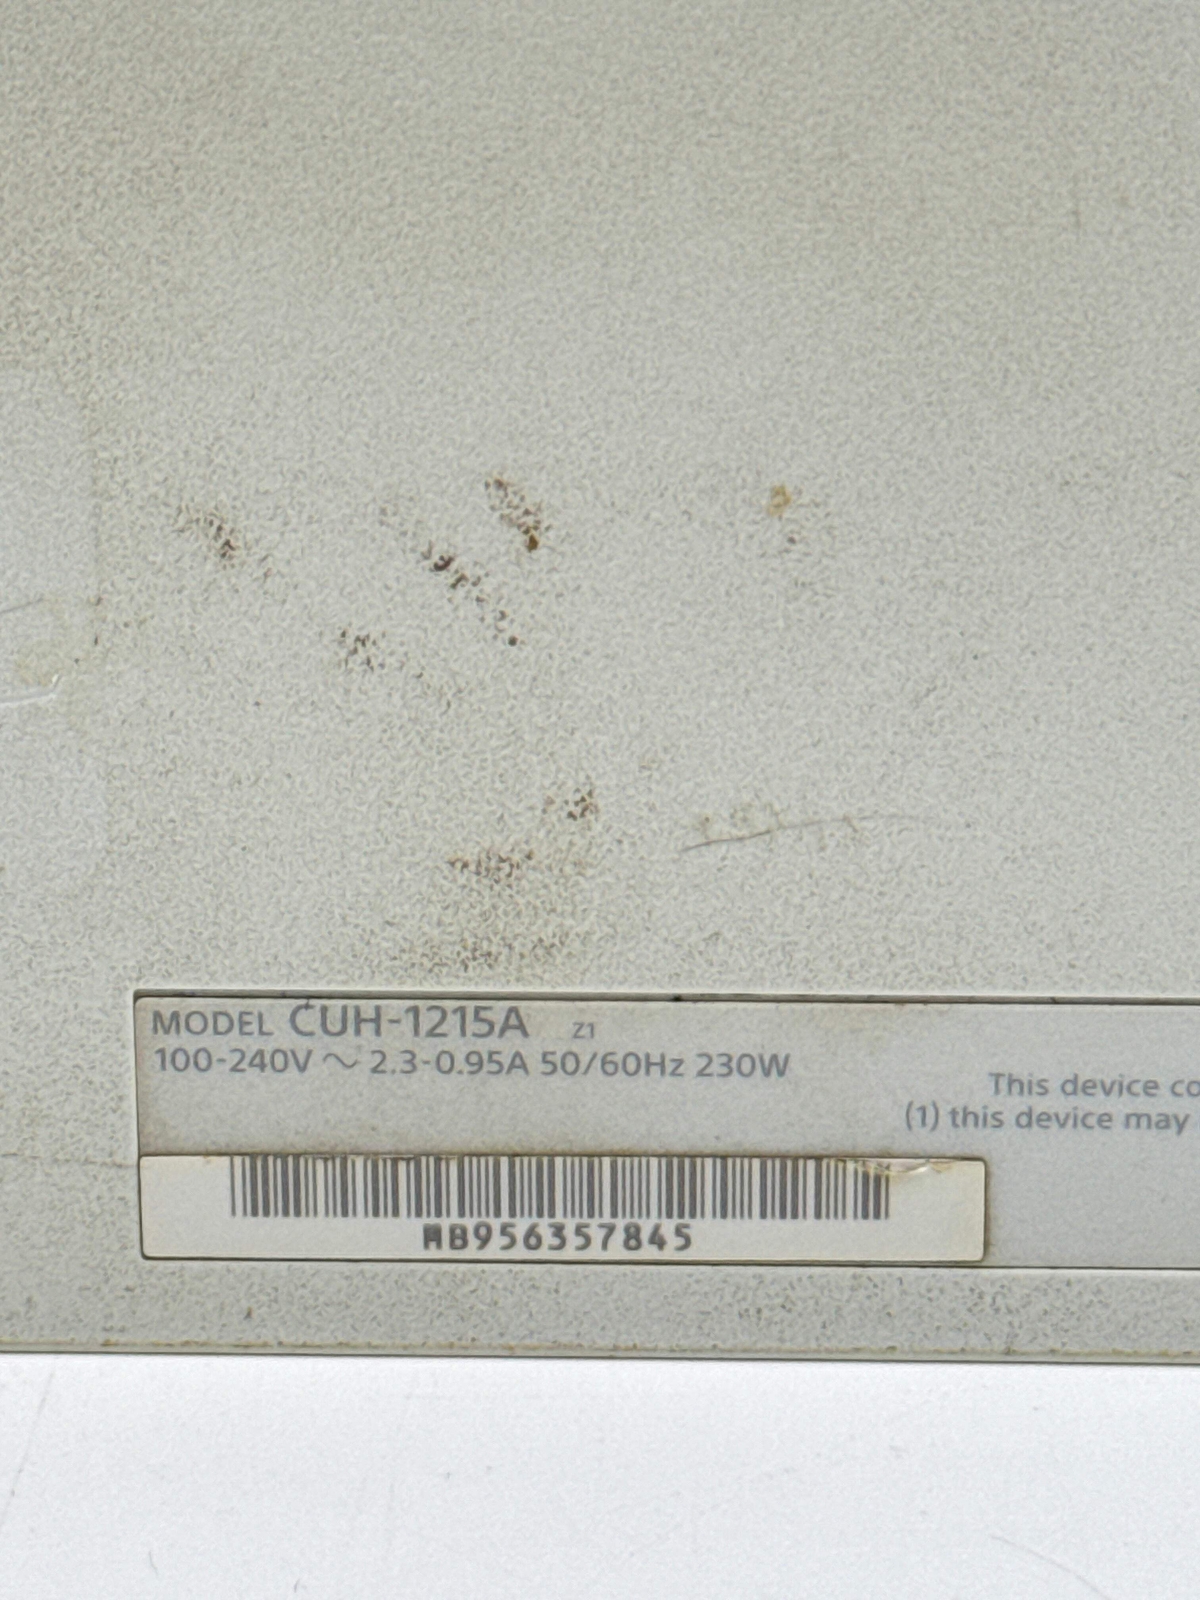 MODEL CUH-1215A Z1
100-240V ～ 2.3-0.95A 50/60Hz 230W
This device co
(1) this device may
MB956357845